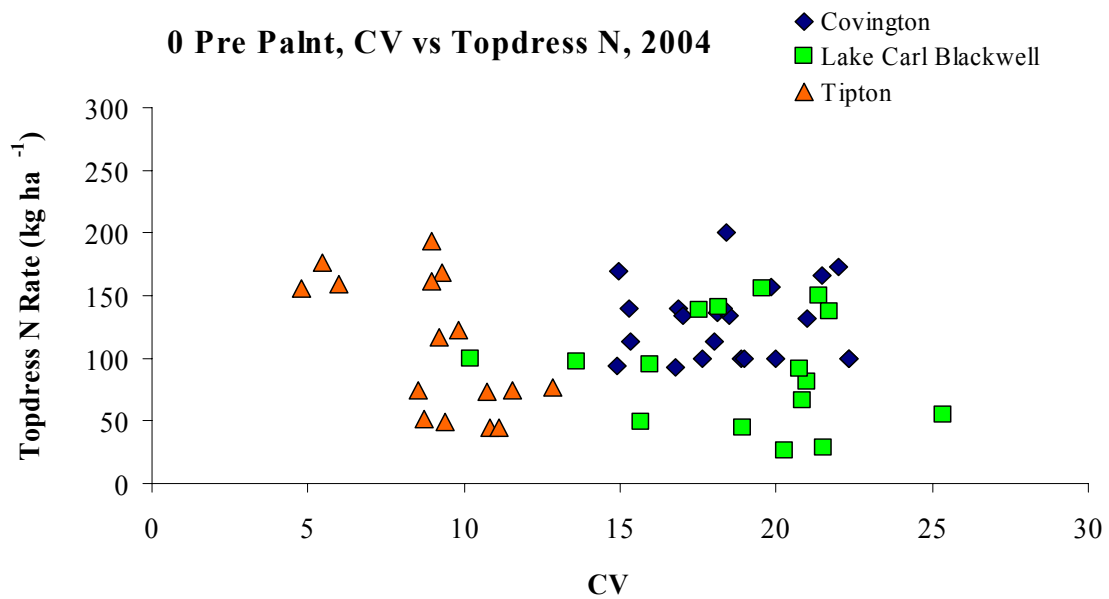 0 Pre Palnt, CV vs Topdress N, 2004
Covington
Lake Carl Blackwell
Tipton
Topdress N Rate (kg ha -1)
300
250
200
150
100
50
0
0 5 10 15 20 25 30
CV